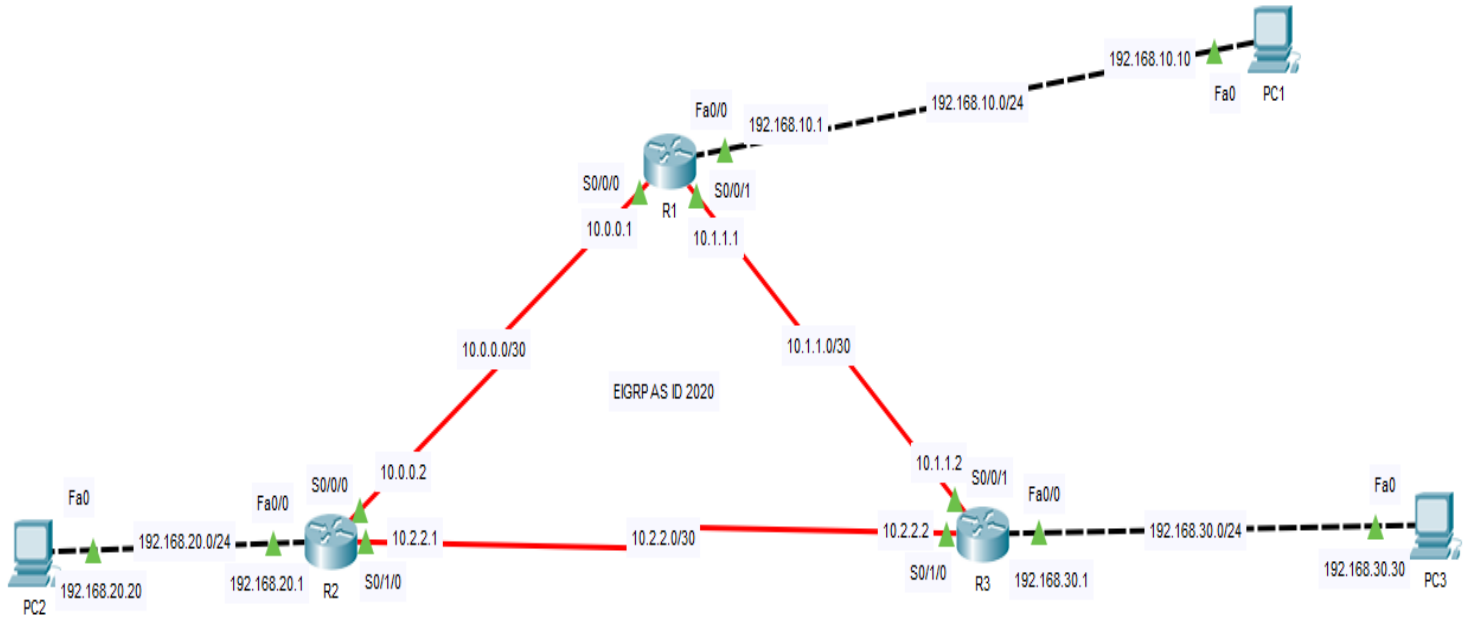 192.168.10.10
Fa0
PC1
192.168.10.0/24
Fa0/0
192.168.10.1
S0/0/0
S0/0/1
R1
10.0.0.1
10.1.1.1
10.0.0.0/30
10.1.1.0/30
EIGRP AS ID 2020
10.0.0.2
S0/0/0
10.1.1.2
S0/0/1
Fa0
Fa0/0
192.168.20.0/24
10.2.2.1
10.2.2.0/30
10.2.2.2
Fa0/0
192.168.30.0/24
Fa0
192.168.20.20
PC2
192.168.20.1
R2
S0/1/0
S0/1/0
R3
192.168.30.1
192.168.30.30
PC3